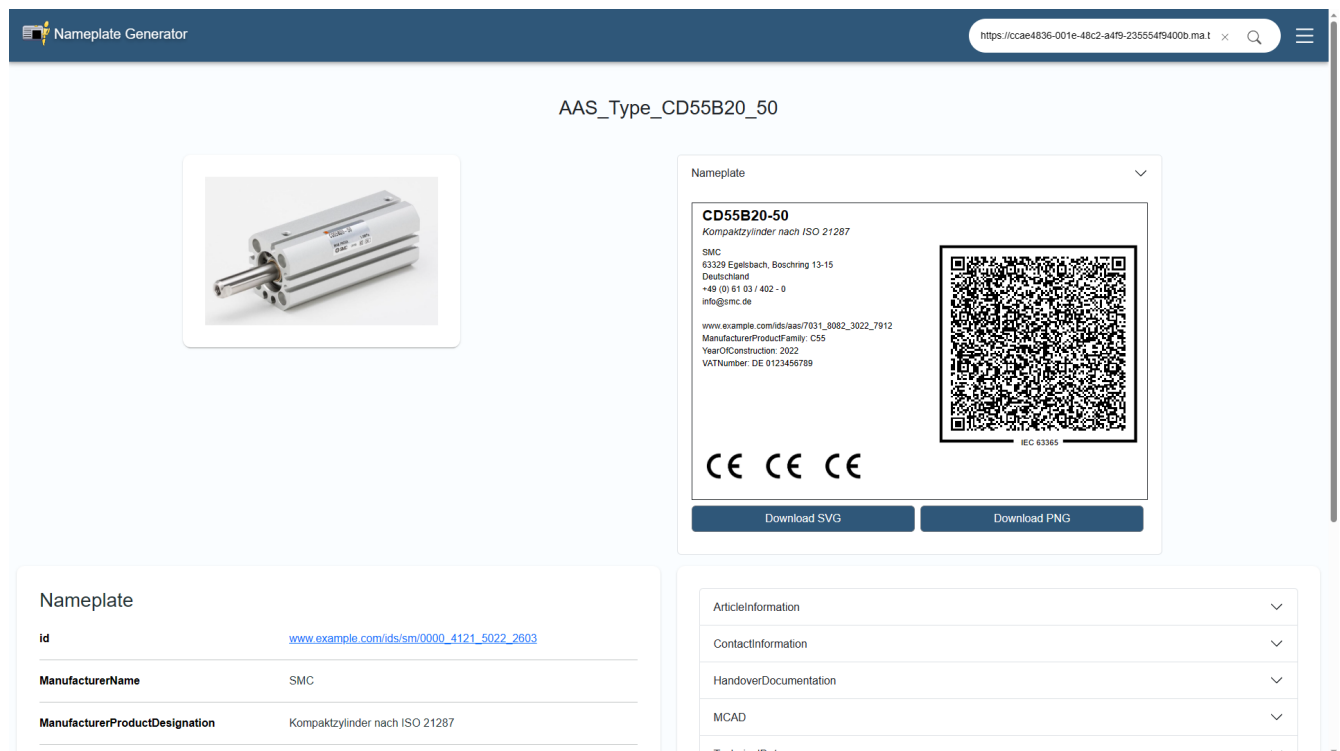 Nameplate Generator
https://ccae4836-001e-48c2-a4f9-235554f9400b.ma.t
AAS_Type_CD55B20_50
Nameplate
CD55B20-50
Kompaktzylinder nach ISO 21287
SMC
63329 Egelsbach, Boschring 13-15
Deutschland
+49 (0) 61 03 / 402 - 0
info@smc.de
www.example.com/ids/aas/7031_8082_3022_7912
ManufacturerProductFamily: C55
YearOfConstruction: 2022
VATNumber: DE 0123456789
IEC 63365
CE CE CE
Download SVG
Download PNG
Nameplate
id
www.example.com/ids/sm/0000_4121_5022_2603
ManufacturerName
SMC
ManufacturerProductDesignation
Kompaktzylinder nach ISO 21287
ArticleInformation
ContactInformation
HandoverDocumentation
MCAD